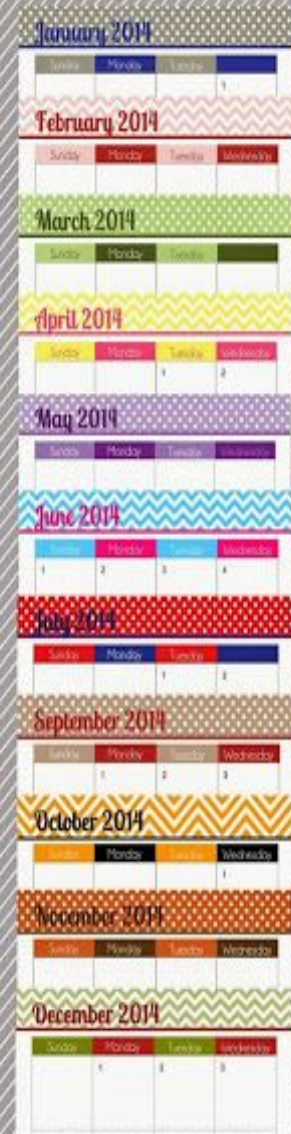 January 2014
Sunday Monday Tuesday
1
February 2014
Sunday Monday Tuesday Wednesday
March 2014
Sunday Monday Tuesday
April 2014
Sunday Monday Tuesday Wednesday
1 2
May 2014
Sunday Monday Tuesday Wednesday
June 2014
Sunday Monday Tuesday Wednesday
1 2 3 4
July 2014
Sunday Monday Tuesday
1 2
September 2014
Sunday Monday Tuesday Wednesday
1 2 3
October 2014
Sunday Monday Tuesday Wednesday
1
November 2014
Sunday Monday Tuesday Wednesday
December 2014
Sunday Monday Tuesday Wednesday
1 2 3